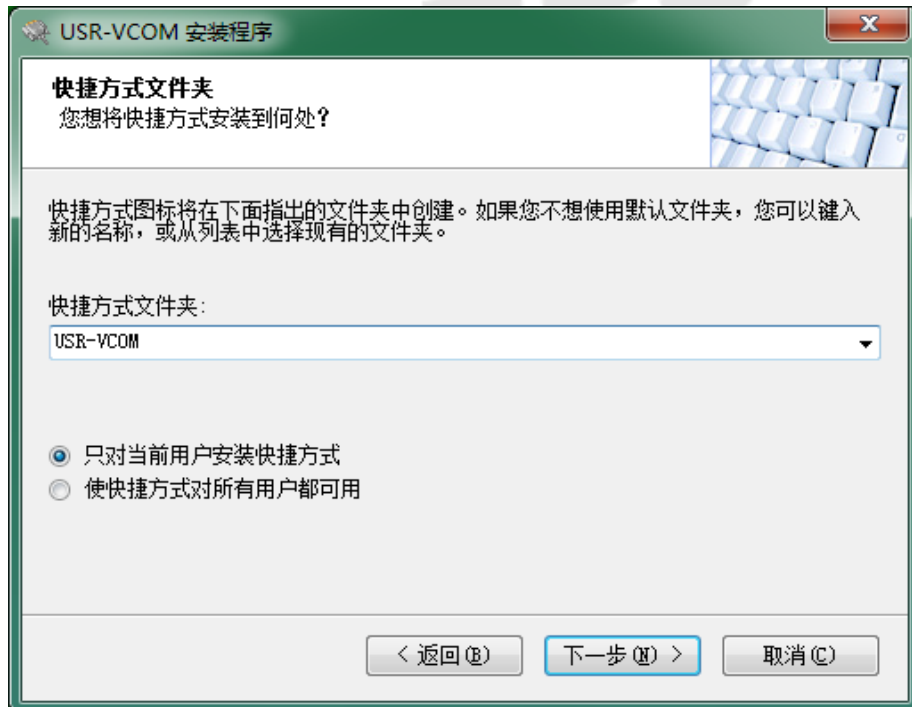 USR-VCOM 安装程序
快捷方式文件夹
您想将快捷方式安装到何处?
快捷方式图标将在下面指出的文件夹中创建。如果您不想使用默认文件夹，您可以键入
新的名称，或从列表中选择现有的文件夹。
快捷方式文件夹:
USR-VCOM
只对当前用户安装快捷方式
使快捷方式对所有用户都可用
< 返回(B)
下一步(N) >
取消(C)